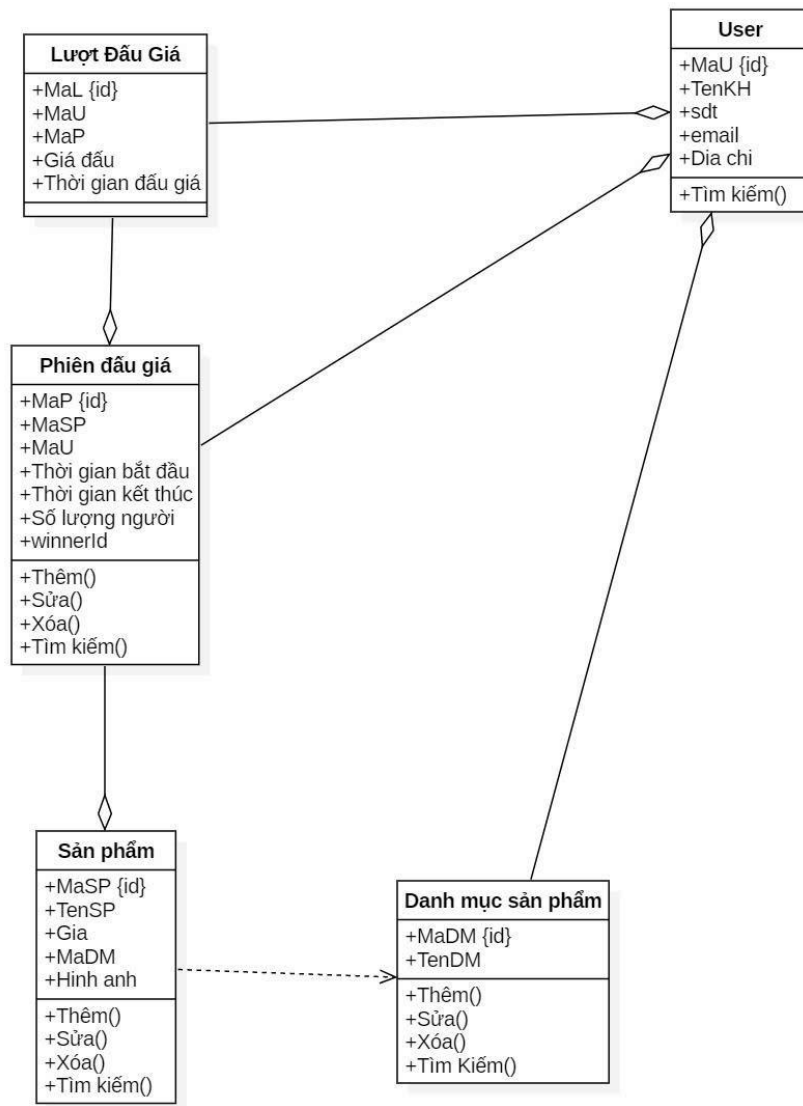 Lượt Đấu Giá
+MaL {id}
+MaU
+MaP
+Giá đấu
+Thời gian đấu giá
User
+MaU {id}
+TenKH
+sdt
+email
+Dia chi
+Tìm kiếm()
Phiên đấu giá
+MaP {id}
+MaSP
+MaU
+Thời gian bắt đầu
+Thời gian kết thúc
+Số lượng người
+winnerId
+Thêm()
+Sửa()
+Xóa()
+Tìm kiếm()
Sản phẩm
+MaSP {id}
+TenSP
+Gia
+MaDM
+Hinh anh
+Thêm()
+Sửa()
+Xóa()
+Tìm kiếm()
Danh mục sản phẩm
+MaDM {id}
+TenDM
+Thêm()
+Sửa()
+Xóa()
+Tìm Kiếm()